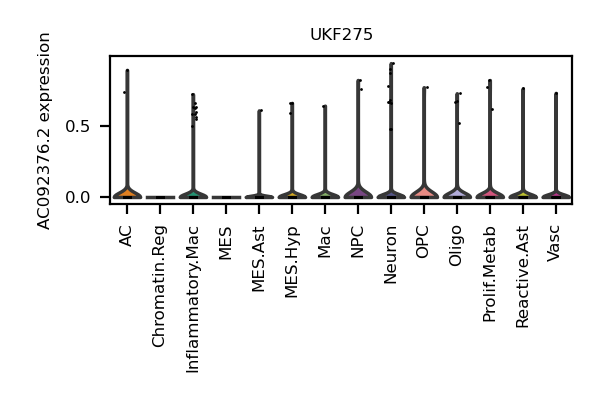 UKF275
AC092376.2 expression
0.5
0.0
AC
Chromatin.Reg
Inflammatory.Mac
MES
MES.Ast
MES.Hyp
Mac
NPC
Neuron
OPC
Oligo
Prolif.Metab
Reactive.Ast
Vasc